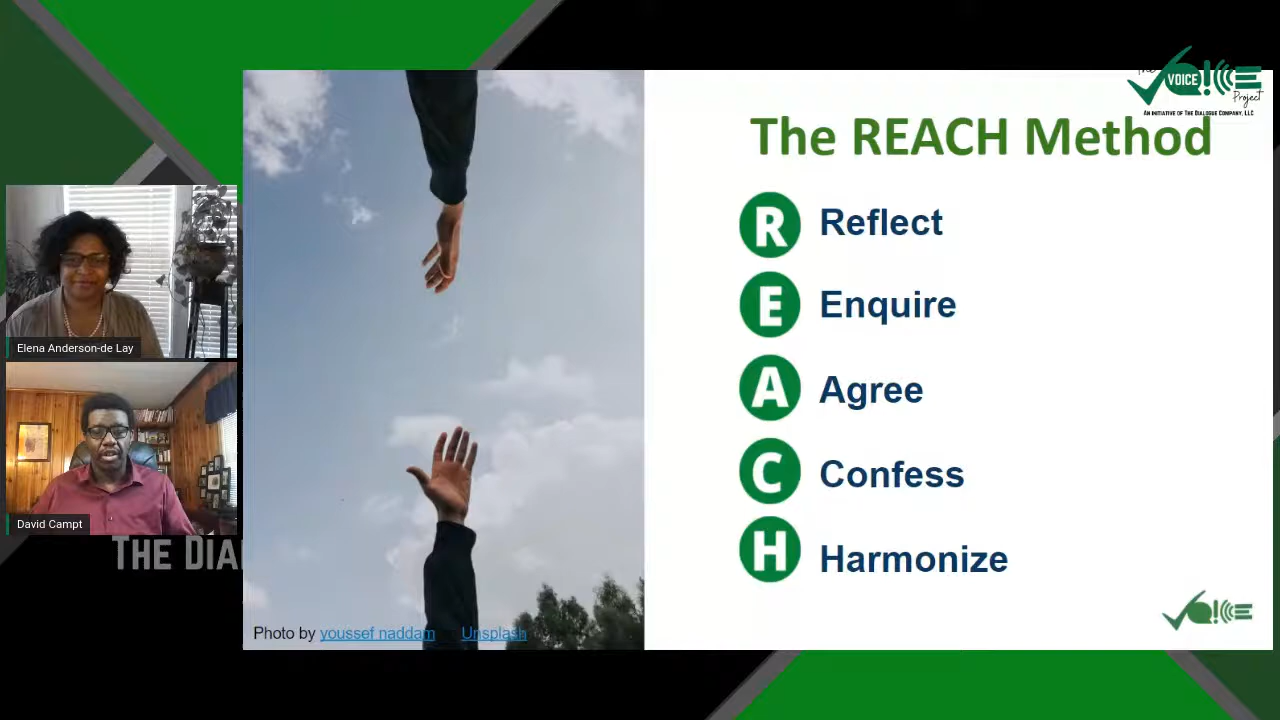 VOICE
Project
AN INITIATIVE OF THE DIALOGUE COMPANY, LLC
The REACH Method
R Reflect
E Enquire
A Agree
C Confess
H Harmonize
Elena Anderson-de Lay
David Campt
THE DIA
Photo by youssef naddam Unsplash